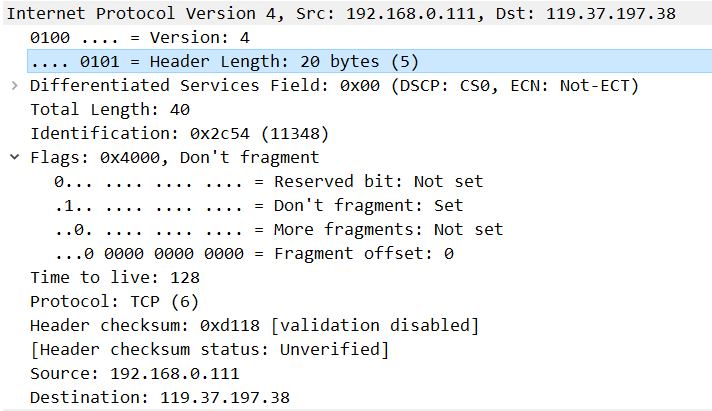 Internet Protocol Version 4, Src: 192.168.0.111, Dst: 119.37.197.38
0100 .... = Version: 4
.... 0101 = Header Length: 20 bytes (5)
Differentiated Services Field: 0x00 (DSCP: CS0, ECN: Not-ECT)
Total Length: 40
Identification: 0x2c54 (11348)
Flags: 0x4000, Don't fragment
0... .... .... .... = Reserved bit: Not set
.1.. .... .... .... = Don't fragment: Set
..0. .... .... .... = More fragments: Not set
...0 0000 0000 0000 = Fragment offset: 0
Time to live: 128
Protocol: TCP (6)
Header checksum: 0xd118 [validation disabled]
[Header checksum status: Unverified]
Source: 192.168.0.111
Destination: 119.37.197.38